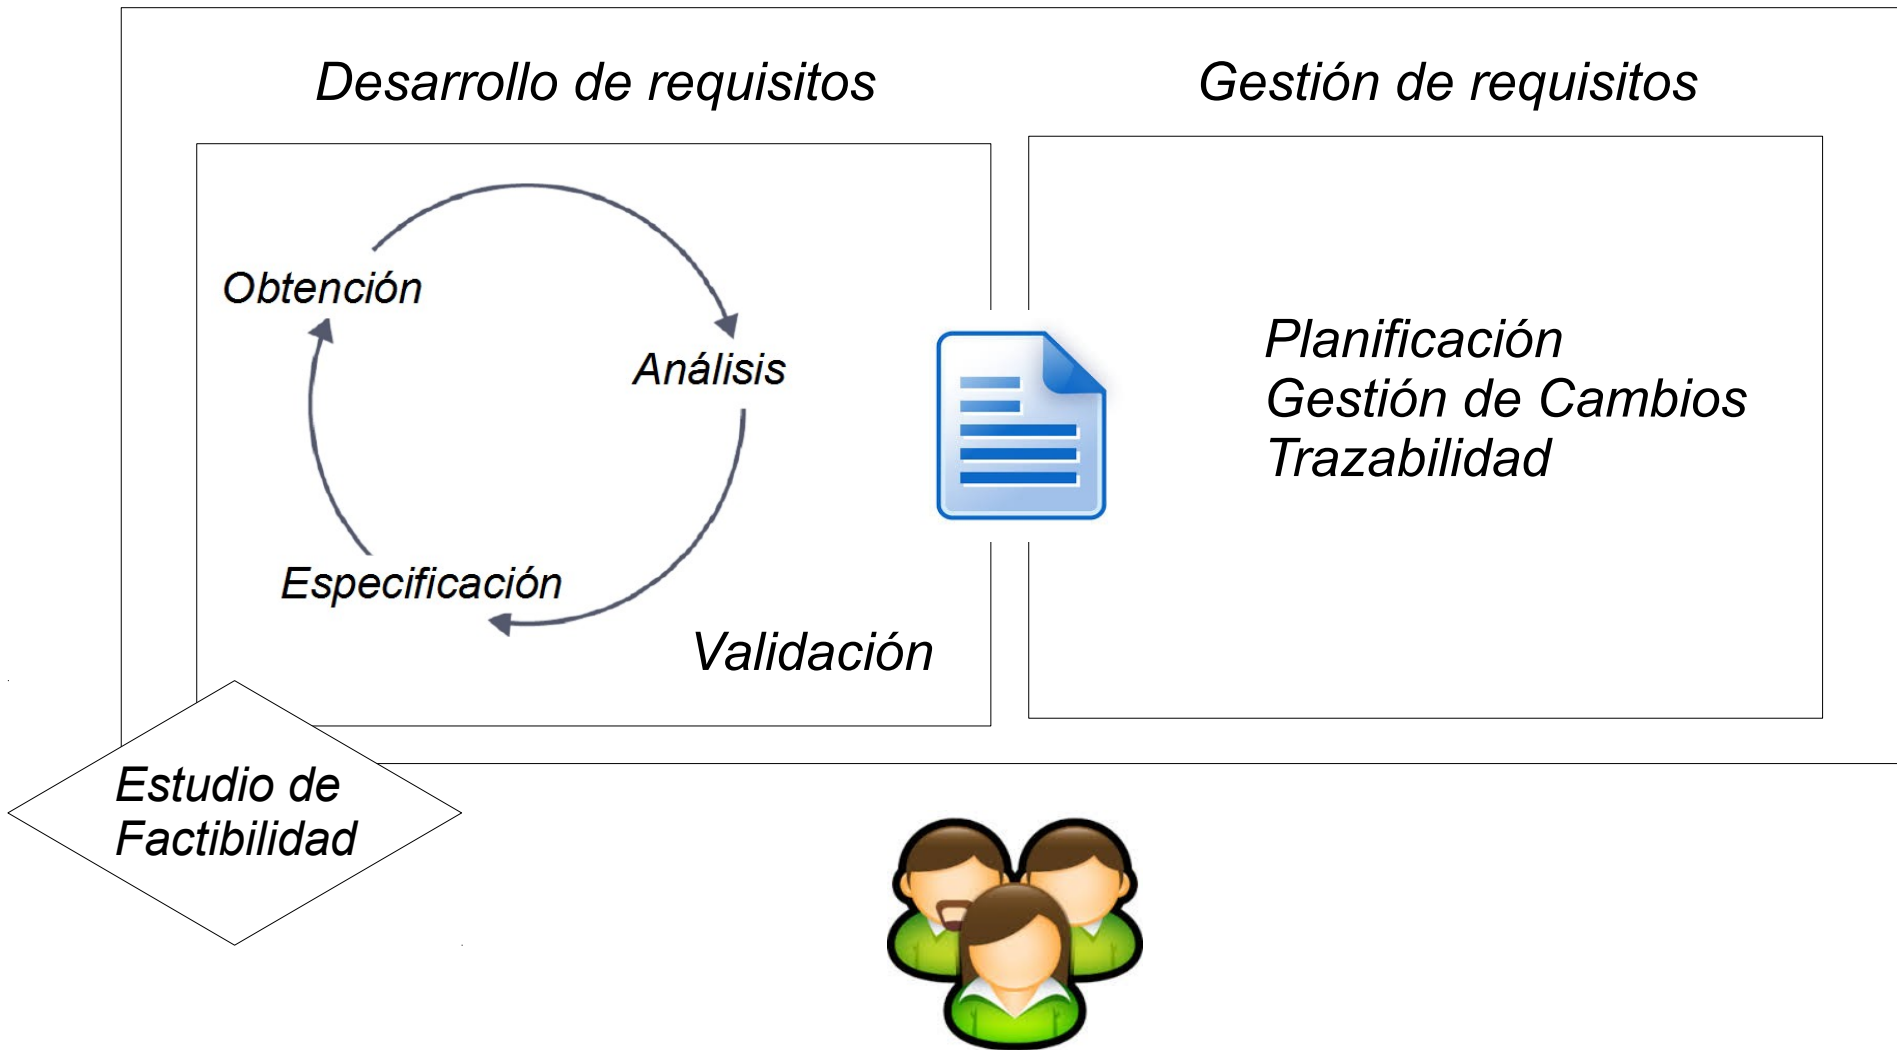 Desarrollo de requisitos
Gestión de requisitos
Obtención
Análisis
Especificación
Validación
Planificación
Gestión de Cambios
Trazabilidad
Estudio de
Factibilidad